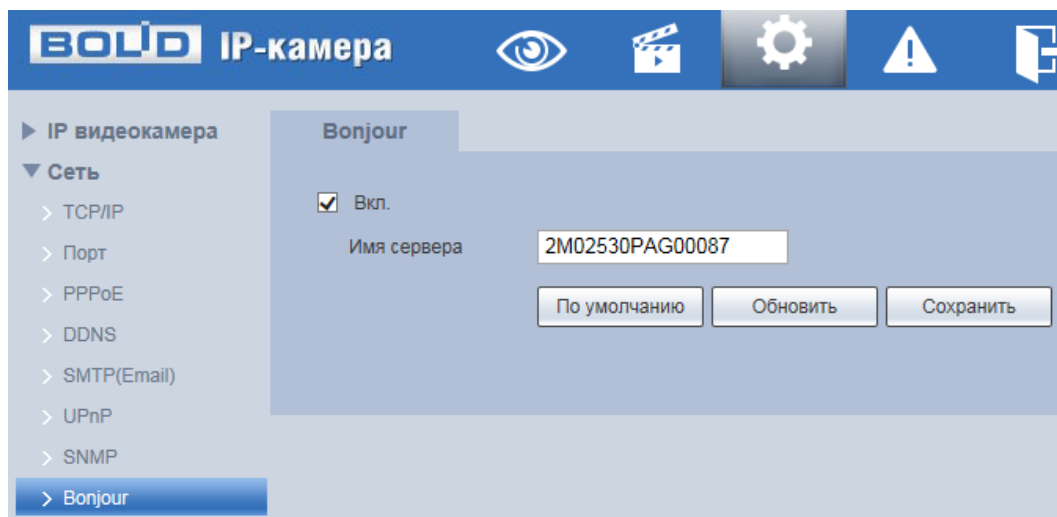 BOLID IP-камера
IP видеокамера
Сеть
TCP/IP
Порт
PPPoE
DDNS
SMTP(Email)
UPnP
SNMP
Bonjour
Bonjour
Вкл.
Имя сервера 2M02530PAG00087
По умолчанию Обновить Сохранить